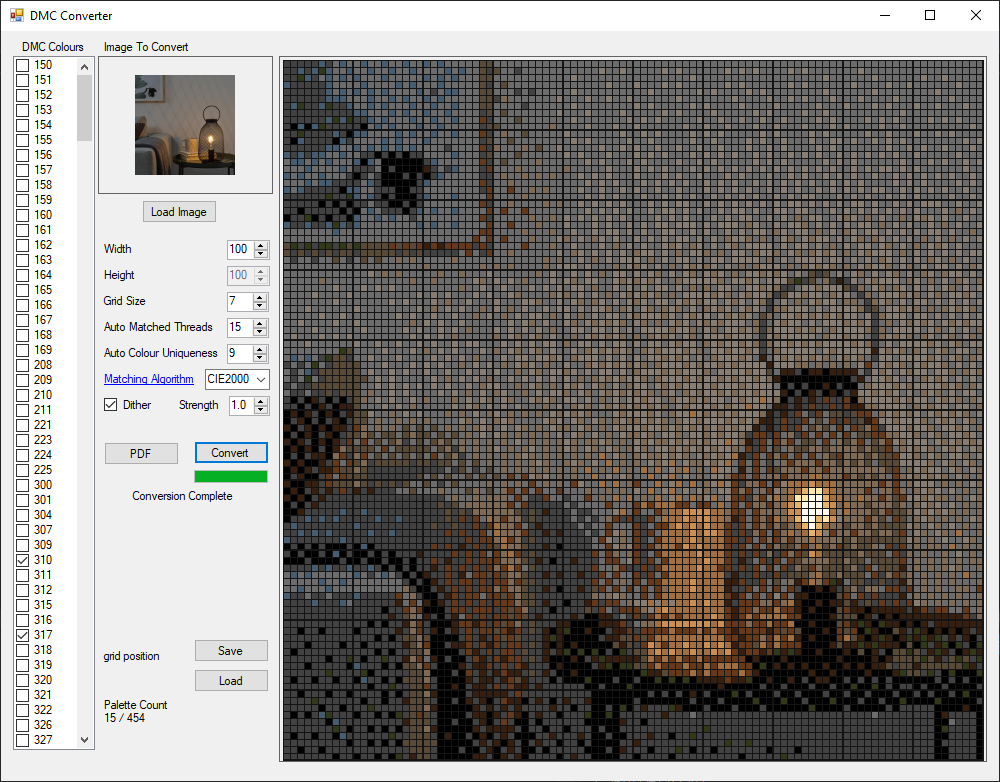 DMC Converter
DMC Colours
Image To Convert
150
151
152
153
154
155
156
157
158
159
160
161
162
163
164
165
166
167
168
169
208
209
210
211
221
223
224
225
300
301
304
307
309
310
311
312
315
316
317
318
319
320
321
322
326
327
Load Image
Width 100
Height 100
Grid Size 7
Auto Matched Threads 15
Auto Colour Uniqueness 9
Matching Algorithm CIE2000
Dither Strength 1.0
PDF Convert
Conversion Complete
grid position Save
Load
Palette Count
15 / 454